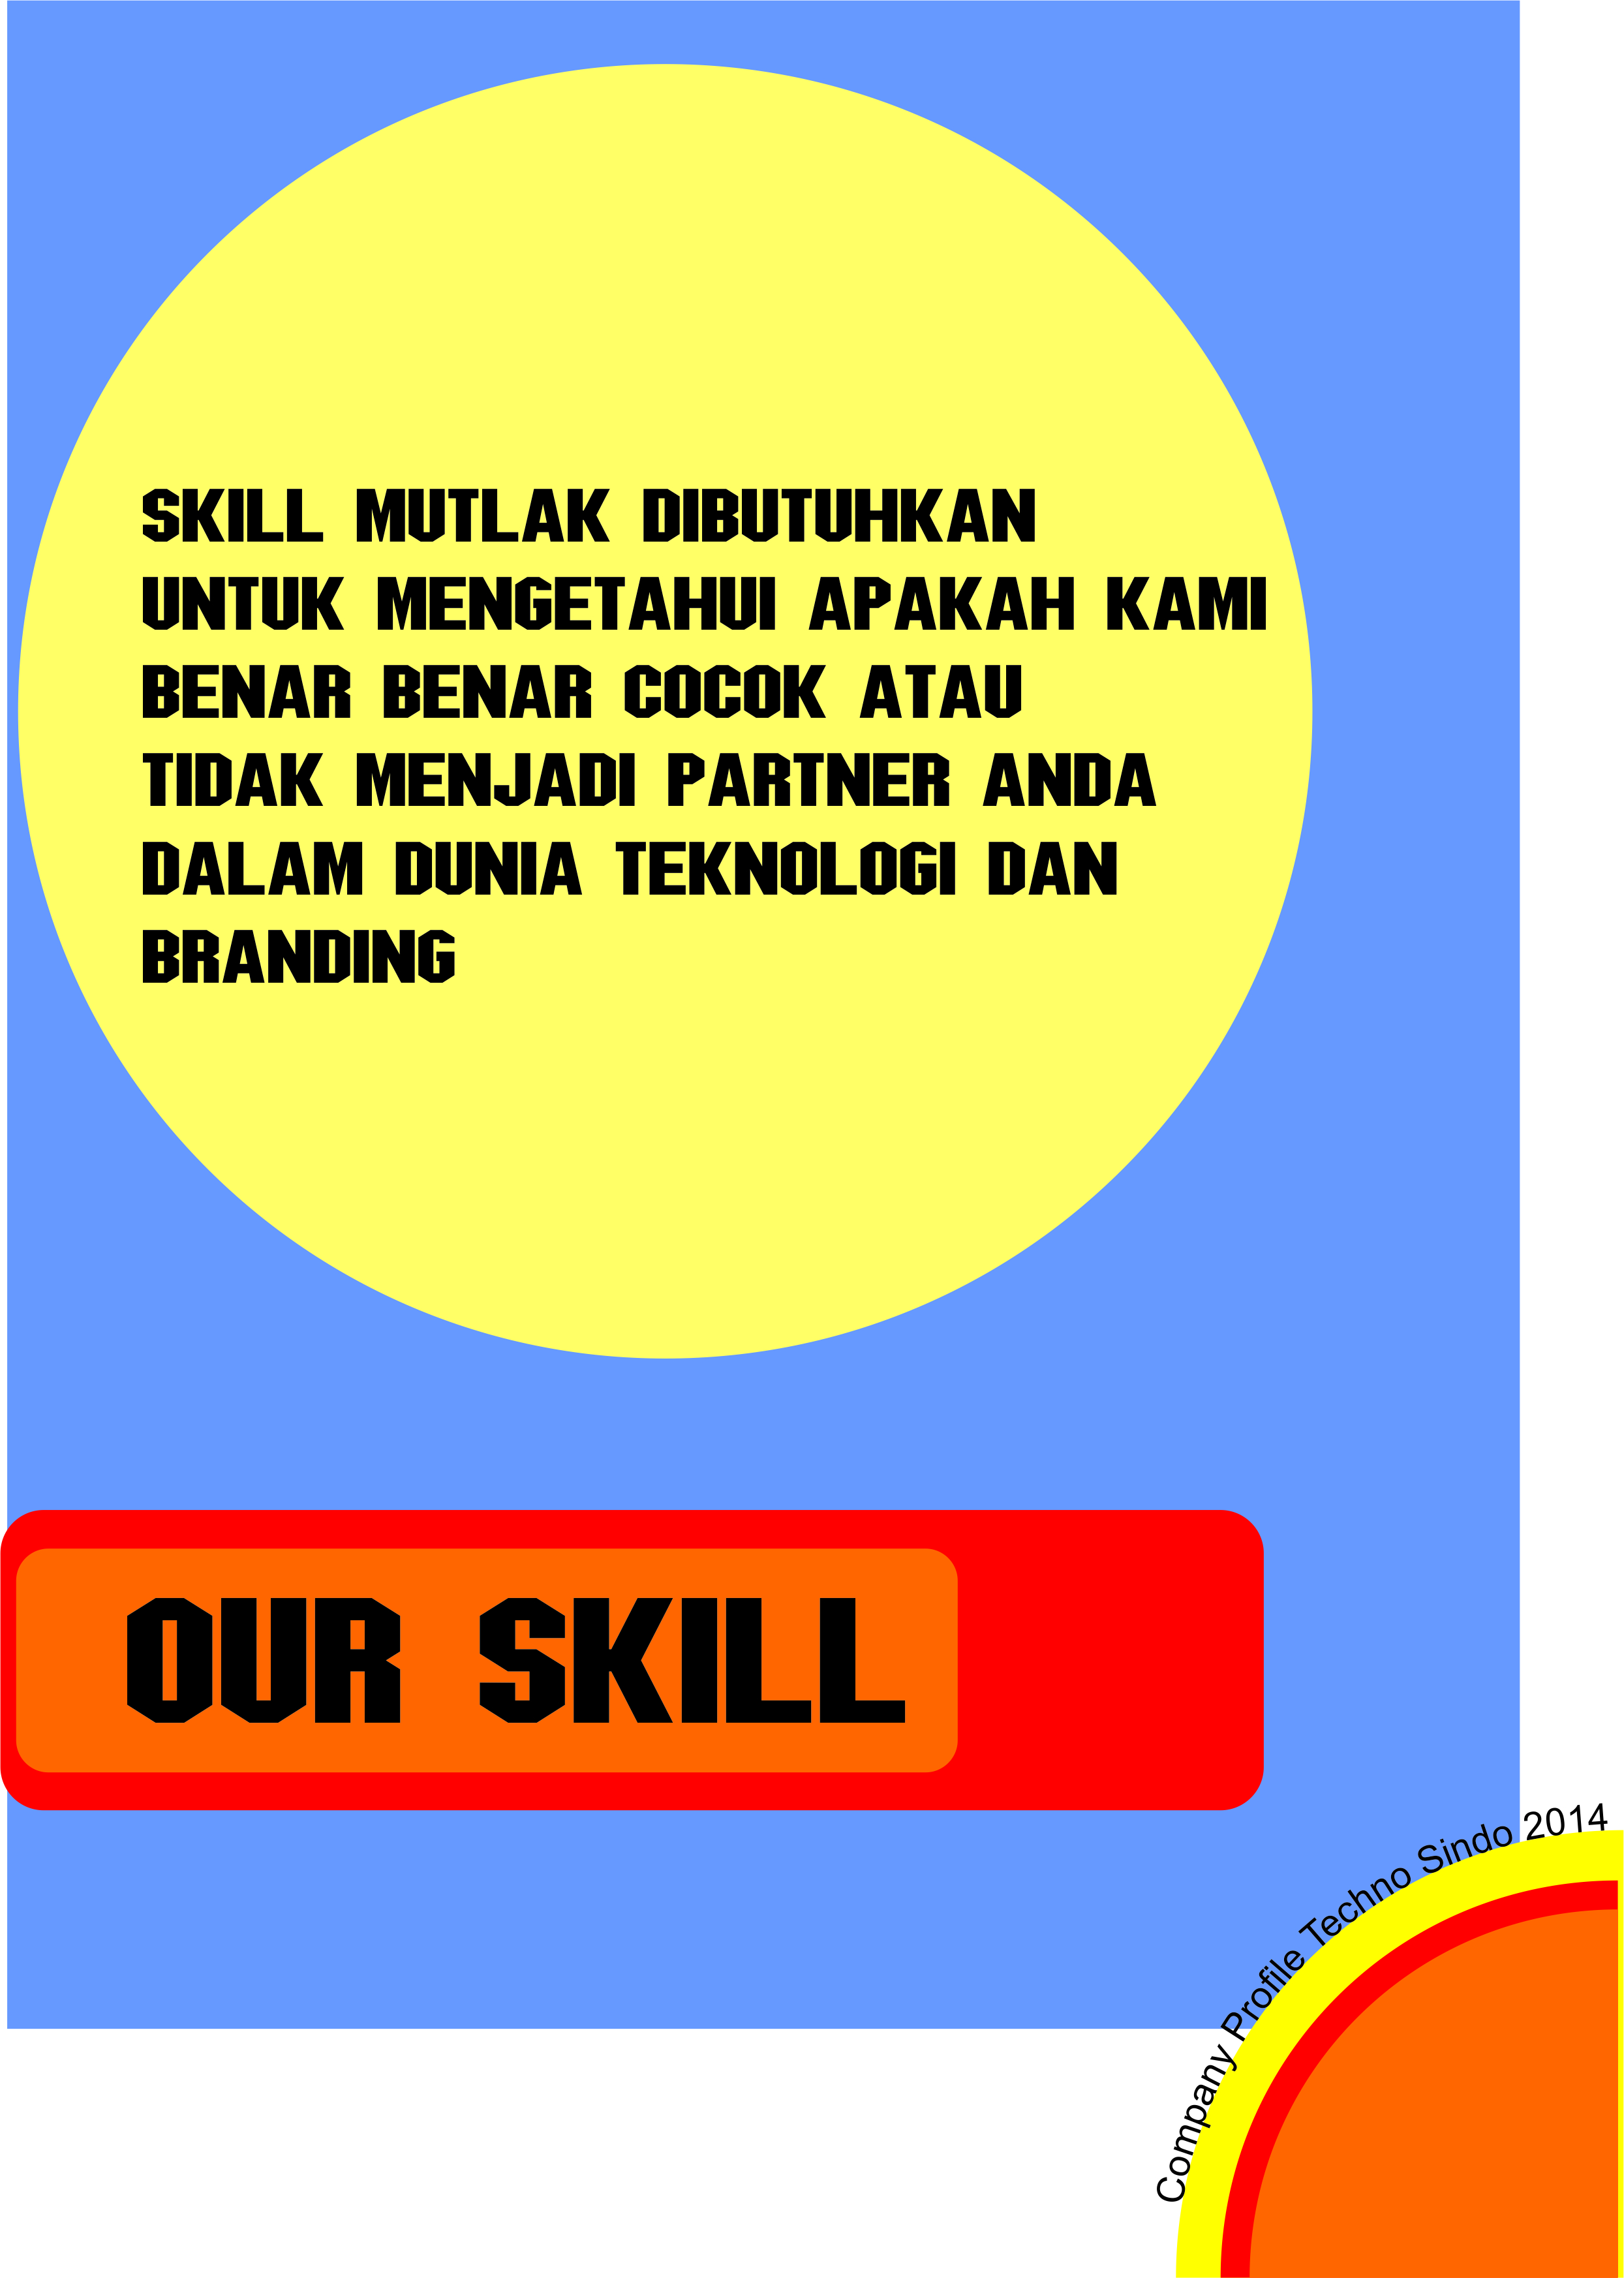 SKILL MUTLAK DIBUTUHKAN
UNTUK MENGETAHUI APAKAH KAMI
BENAR BENAR COCOK ATAU
TIDAK MENJADI PARTNER ANDA
DALAM DUNIA TEKNOLOGI DAN
BRANDING
OUR SKILL
Company Profile Techno Sindo 2014